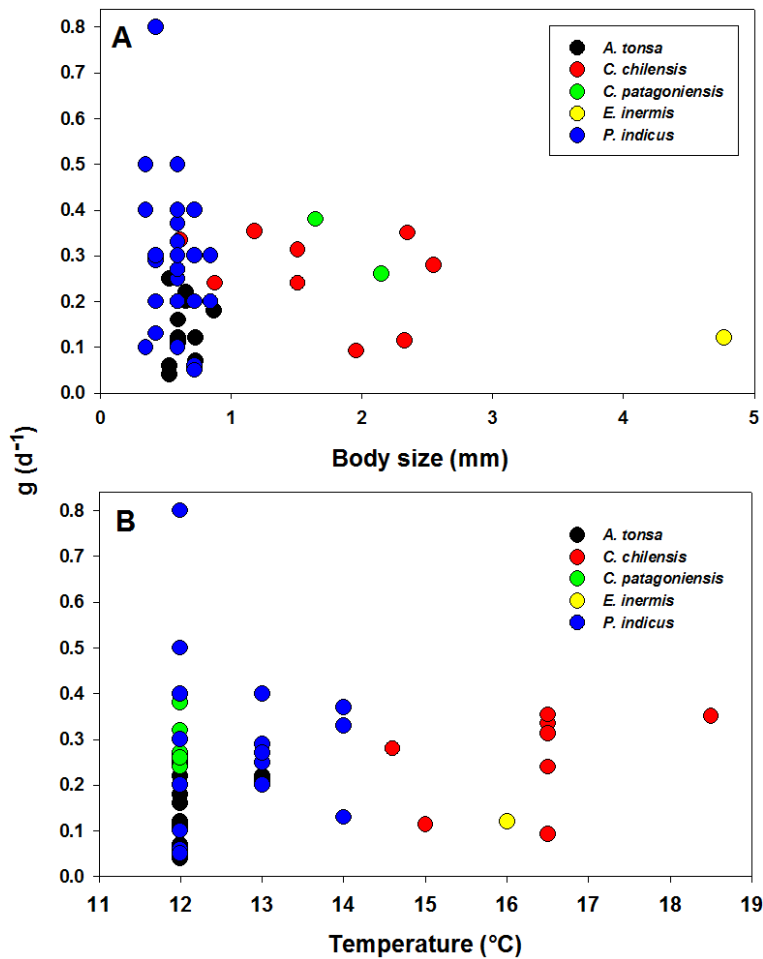 A
A. tonsa
C. chilensis
C. patagoniensis
E. inermis
P. indicus
0.8
0.7
0.6
0.5
0.4
0.3
0.2
0.1
0.0
0 1 2 3 4 5
Body size (mm)
g (d⁻¹)
B
A. tonsa
C. chilensis
C. patagoniensis
E. inermis
P. indicus
0.8
0.7
0.6
0.5
0.4
0.3
0.2
0.1
0.0
11 12 13 14 15 16 17 18 19
Temperature (°C)